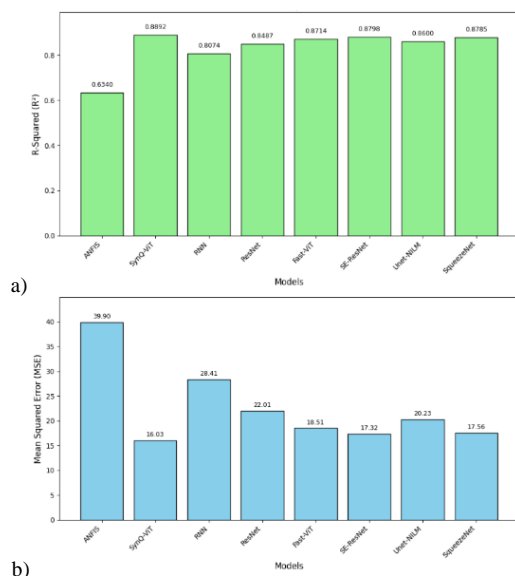 0.8892
0.8074
0.8487
0.8714
0.8798
0.8600
0.8785
0.8
0.6340
0.6
0.4
0.2
0.0
R-Squared (R²)
ANFIS
SynQ-ViT
RNN
ResNet
Fast-ViT
SE-ResNet
Unet-NILM
SqueezeNet
Models
a)
40
39.90
35
30
28.41
25
22.01
20.23
20
18.51
17.32
17.56
16.03
15
10
5
0
Mean Squared Error (MSE)
ANFIS
SynQ-ViT
RNN
ResNet
Fast-ViT
SE-ResNet
Unet-NILM
SqueezeNet
Models
b)